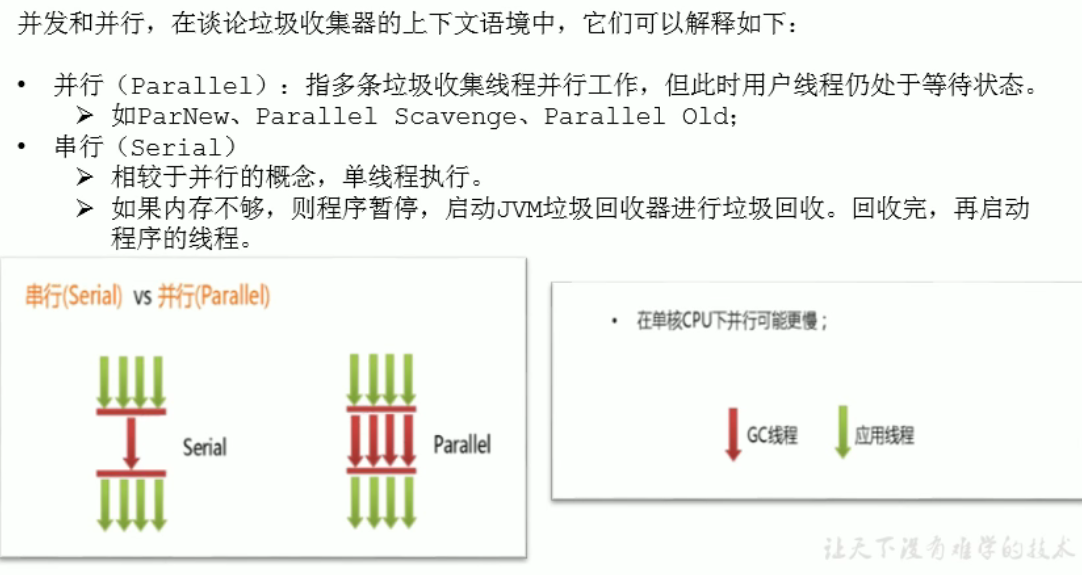 并发和并行，在谈论垃圾收集器的上下文语境中，它们可以解释如下：
• 并行（Parallel）：指多条垃圾收集线程并行工作，但此时用户线程仍处于等待状态。
➢ 如ParNew、Parallel Scavenge、Parallel Old；
• 串行（Serial）
➢ 相较于并行的概念，单线程执行。
➢ 如果内存不够，则程序暂停，启动JVM垃圾回收器进行垃圾回收。回收完，再启动
程序的线程。
串行(Serial) vs 并行(Parallel)
Serial
Parallel
• 在单核CPU下并行可能更慢；
GC线程
应用线程
让天下没有难学的技术